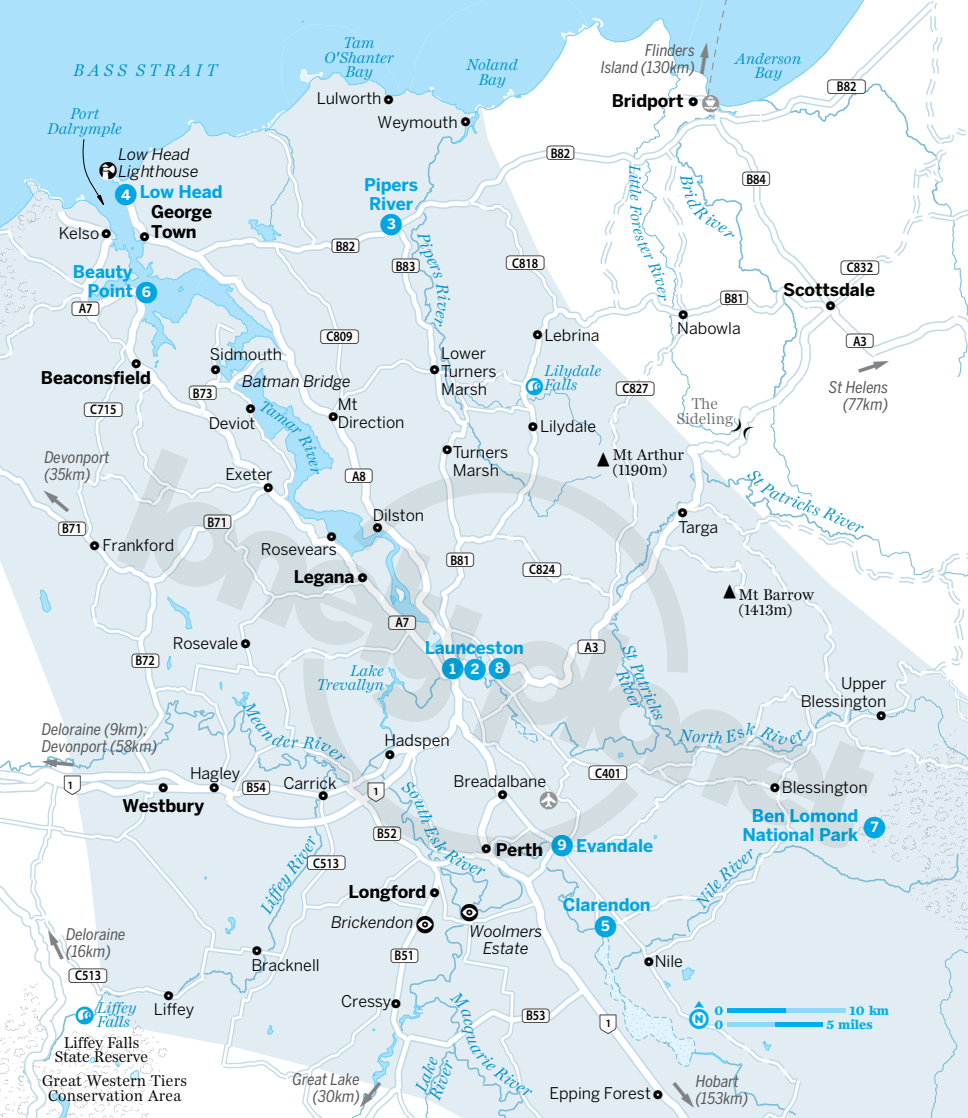 Tam
O'Shanter
Bay
Noland
Bay
Flinders
Island (130km)
Anderson
Bay
BASS STRAIT
Lulworth
Bridport
B82
Port
Dalrymple
Weymouth
Low Head
Lighthouse
B82
B84
4 Low Head
George
Town
Pipers
River
3
Little Forester River
Brid River
Kelso
B82
B83
Pipers River
C818
C832
Beauty
Point 6
Scottsdale
A7
B81
Nabowla
C809
Lebrina
A3
Sidmouth
Beaconsfield
Batman Bridge
Lower
Turners
Marsh
Lilydale
Falls
St Helens
(77km)
B73
C827
C715
Deviot
Tamar River
Mt
Direction
The
Sideling
Lilydale
Devonport
(35km)
Turners
Marsh
Mt Arthur
(1190m)
Exeter
A8
St Patricks River
B71
B71
Dilston
Targa
Frankford
Rosevears
lonely planet
B81
C824
Legana
Mt Barrow
(1413m)
A7
Rosevale
Launceston
1 2 8
A3
B72
Lake
Trevallyn
St Patricks
River
Upper
Blessington
Meander River
Deloraine (9km);
Devonport (58km)
Hadspen
North Esk River
1
Hagley
B54
Carrick
1
Breadalbane
C401
Blessington
Westbury
South Esk River
Ben Lomond
National Park 7
B52
Perth
9 Evandale
Liffey River
C513
Nile River
Longford
Clarendon
5
Brickendon
Woolmers
Estate
Deloraine
(16km)
B51
Bracknell
Nile
C513
Liffey
Cressy
Liffey
Falls
Macquarie River
B53
1
N
0 10 km
0 5 miles
Liffey Falls
State Reserve
Great Western Tiers
Conservation Area
Great Lake
(30km)
Lake
River
Epping Forest
Hobart
(153km)